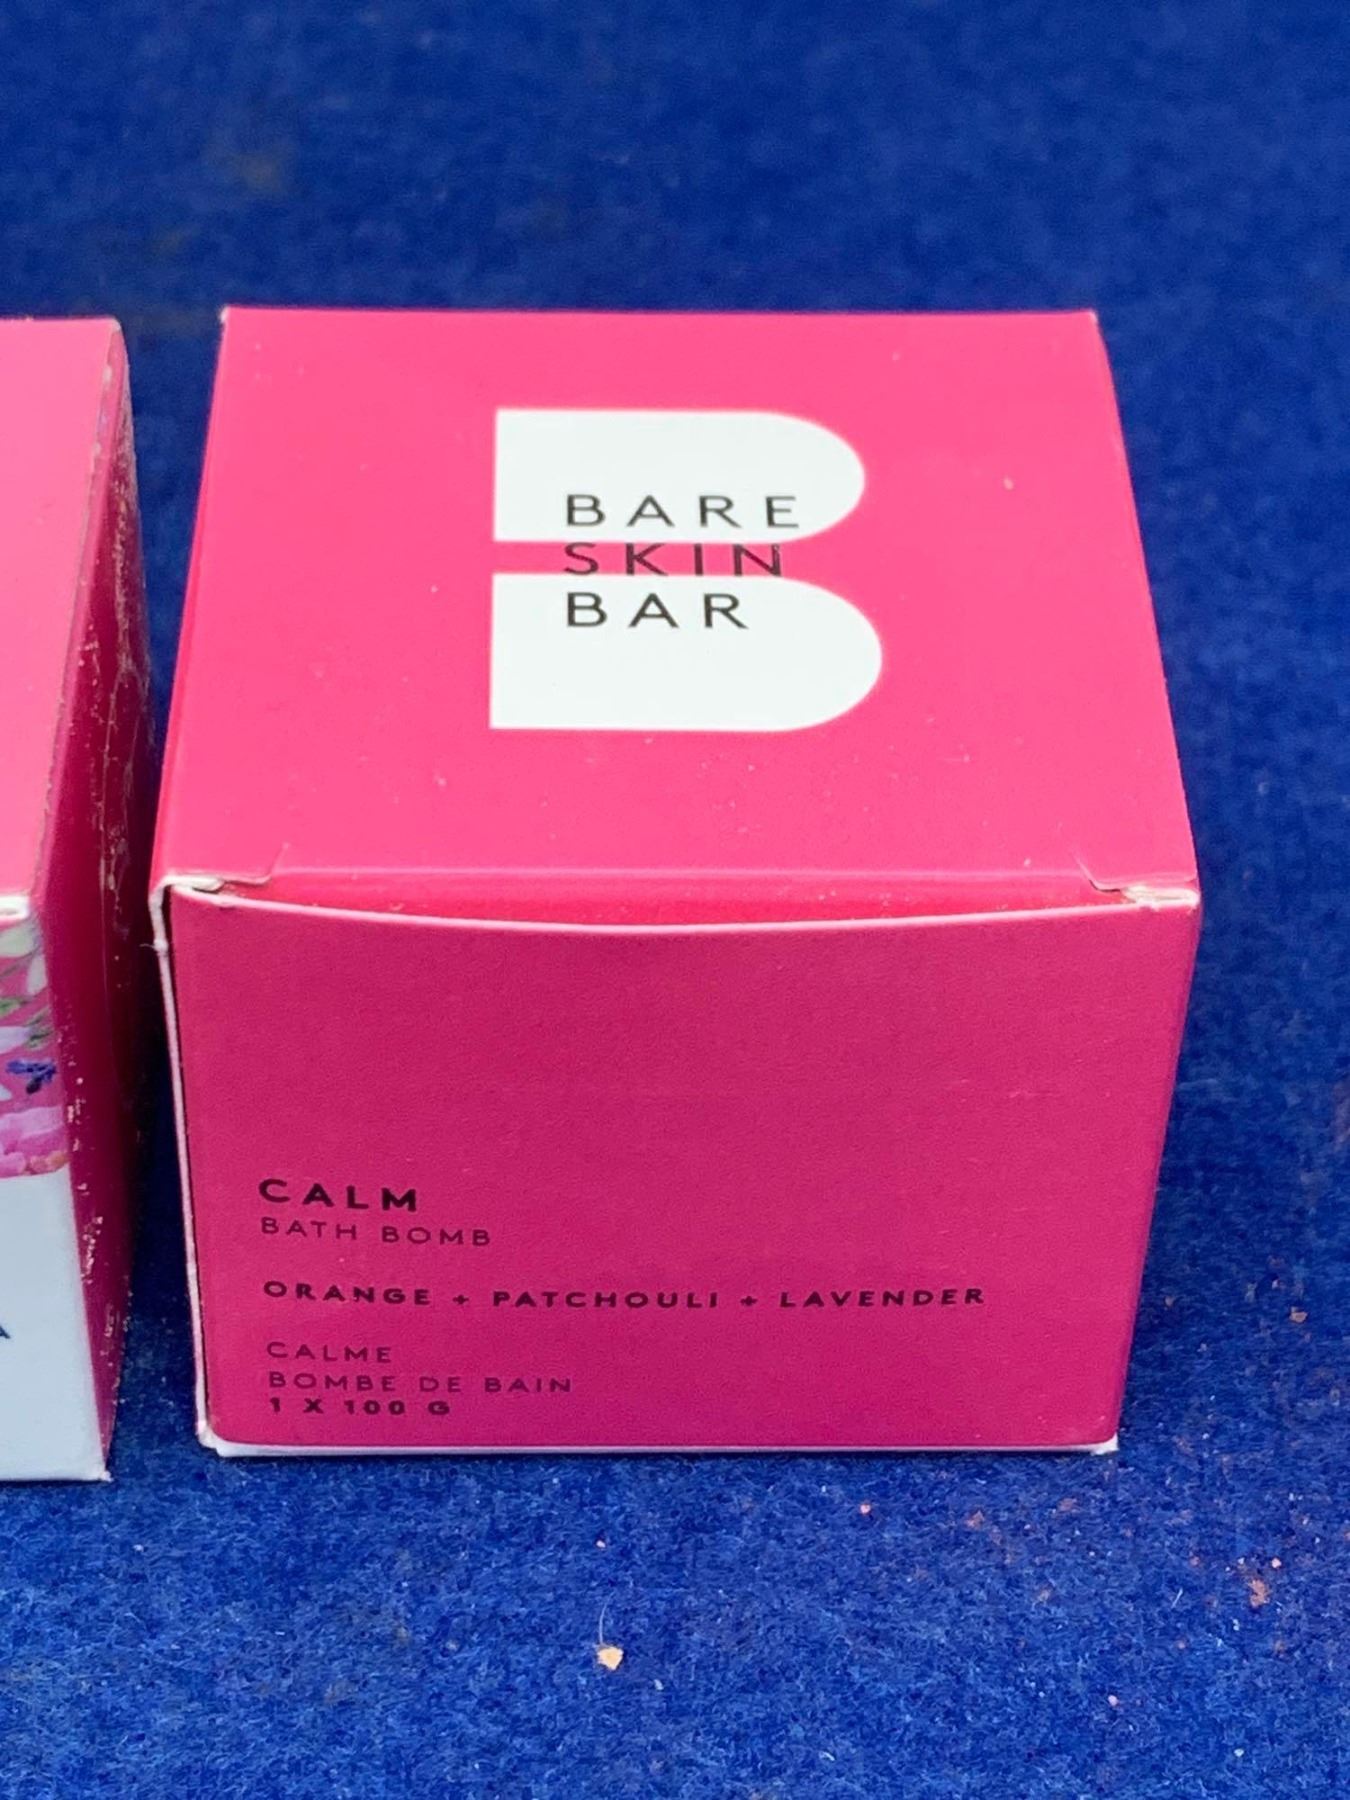 BARE
SKIN
BAR
CALM
BATH BOMB
ORANGE + PATCHOULI + LAVENDER
CALME
BOMBE DE BAIN
1 X 100 G
A